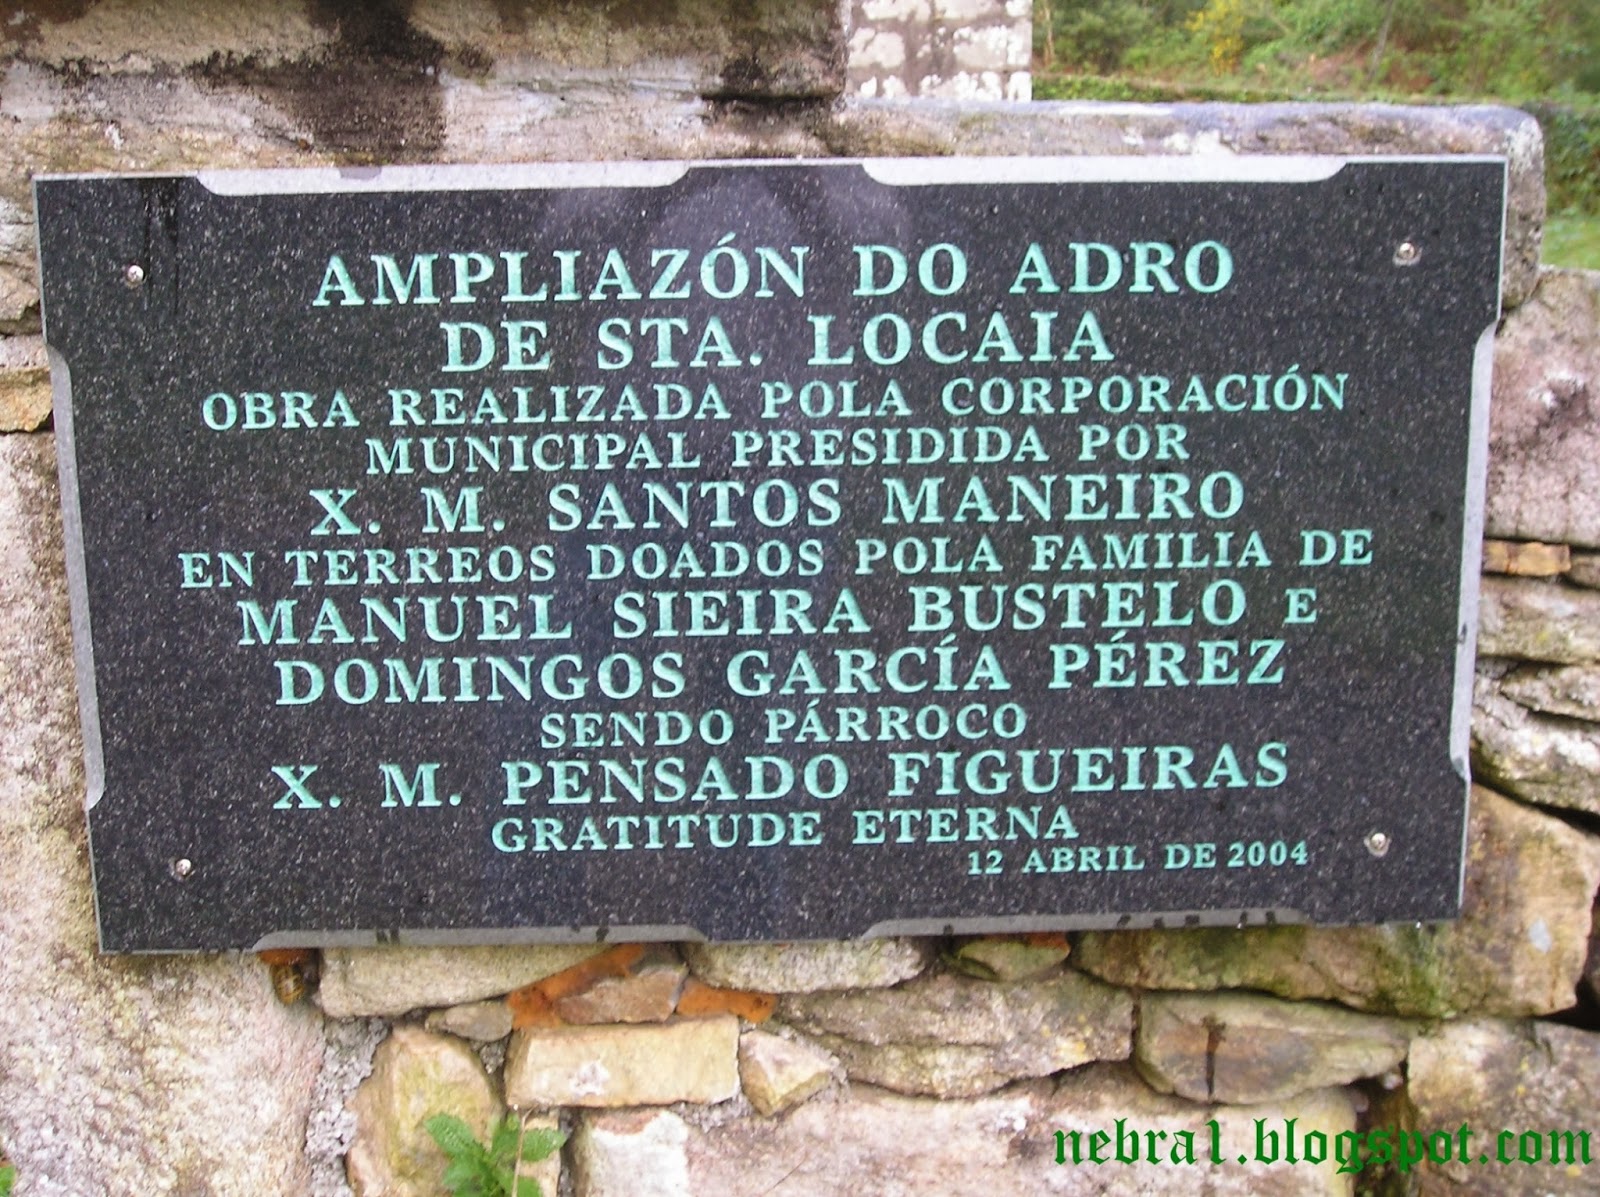 AMPLIAZÓN DO ADRO
DE STA. LOCAIA
OBRA REALIZADA POLA CORPORACIÓN
MUNICIPAL PRESIDIDA POR
X. M. SANTOS MANEIRO
EN TERREOS DOADOS POLA FAMILIA DE
MANUEL SIEIRA BUSTELO E
DOMINGOS GARCÍA PÉREZ
SENDO PÁRROCO
X. M. PENSADO FIGUEIRAS
GRATITUDE ETERNA
12 ABRIL DE 2004
nebra1.blogspot.com